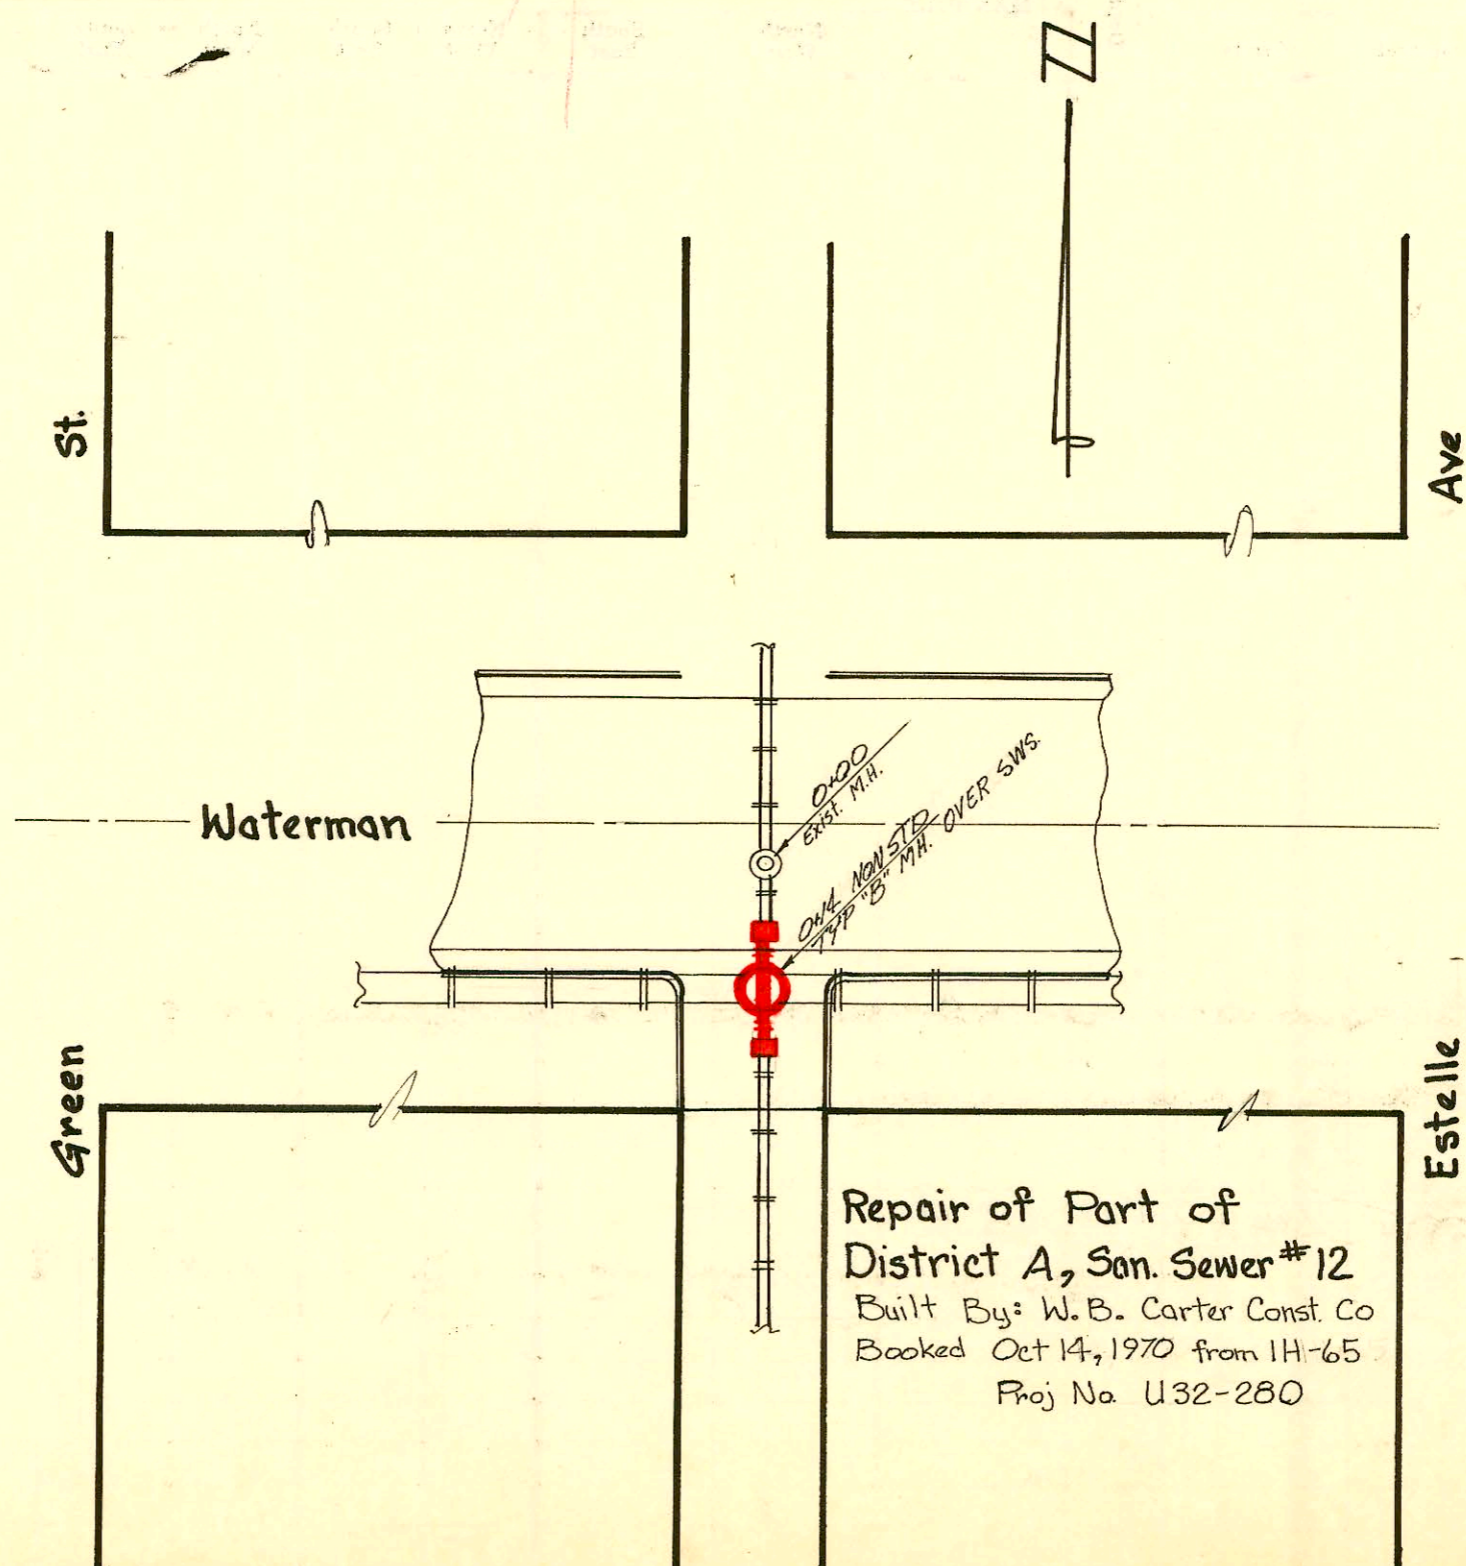 N
St.
Ave
Waterman
0+00
Exist. M.H.
0+14 NON STD
TYP "B" MH. OVER SWS.
Green
Estelle
Repair of Part of
District A, San. Sewer #12
Built By: W.B. Carter Const. Co
Booked Oct 14, 1970 from IH-65
Proj No. U32-280